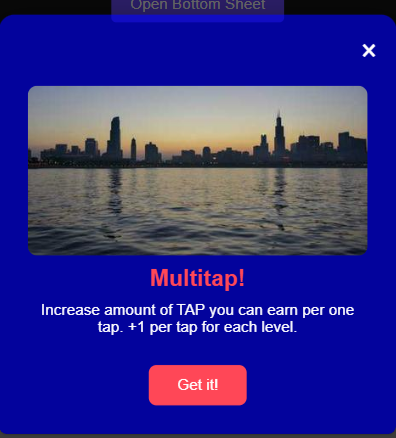 Open Bottom Sheet
×
Multitap!
Increase amount of TAP you can earn per one
tap. +1 per tap for each level.
Get it!